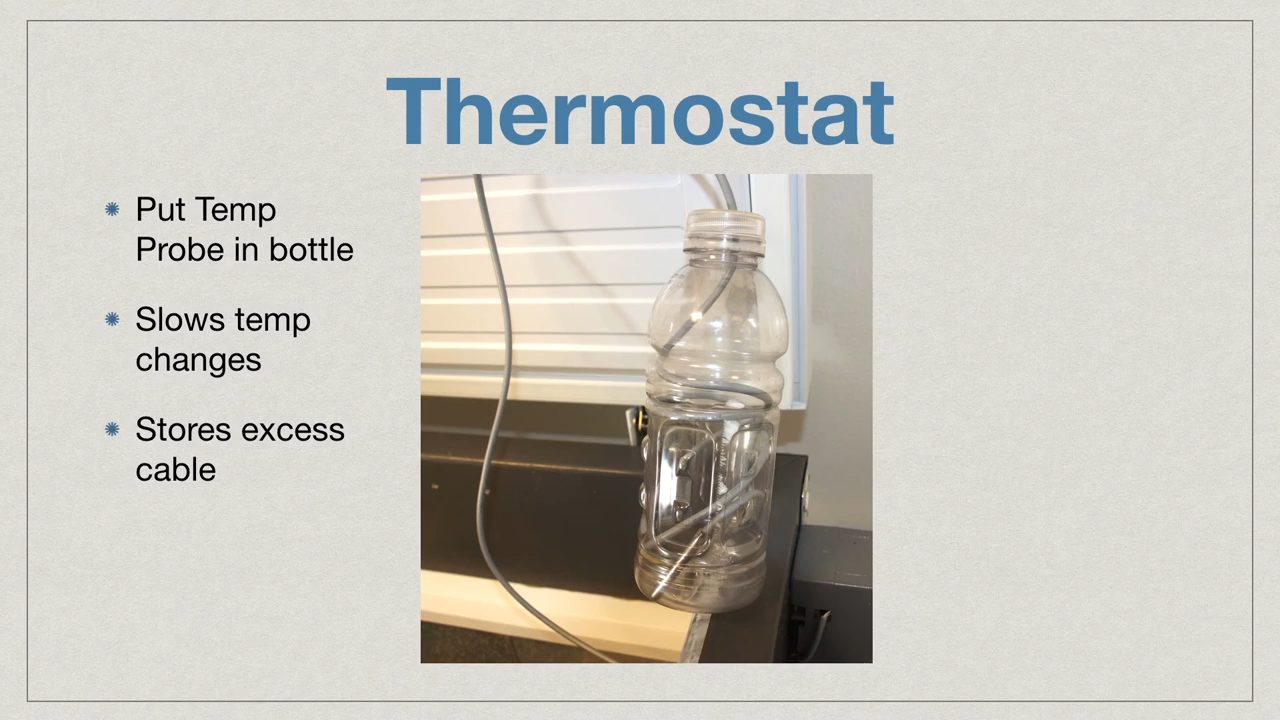 Thermostat
Put Temp
Probe in bottle
Slows temp
changes
Stores excess
cable